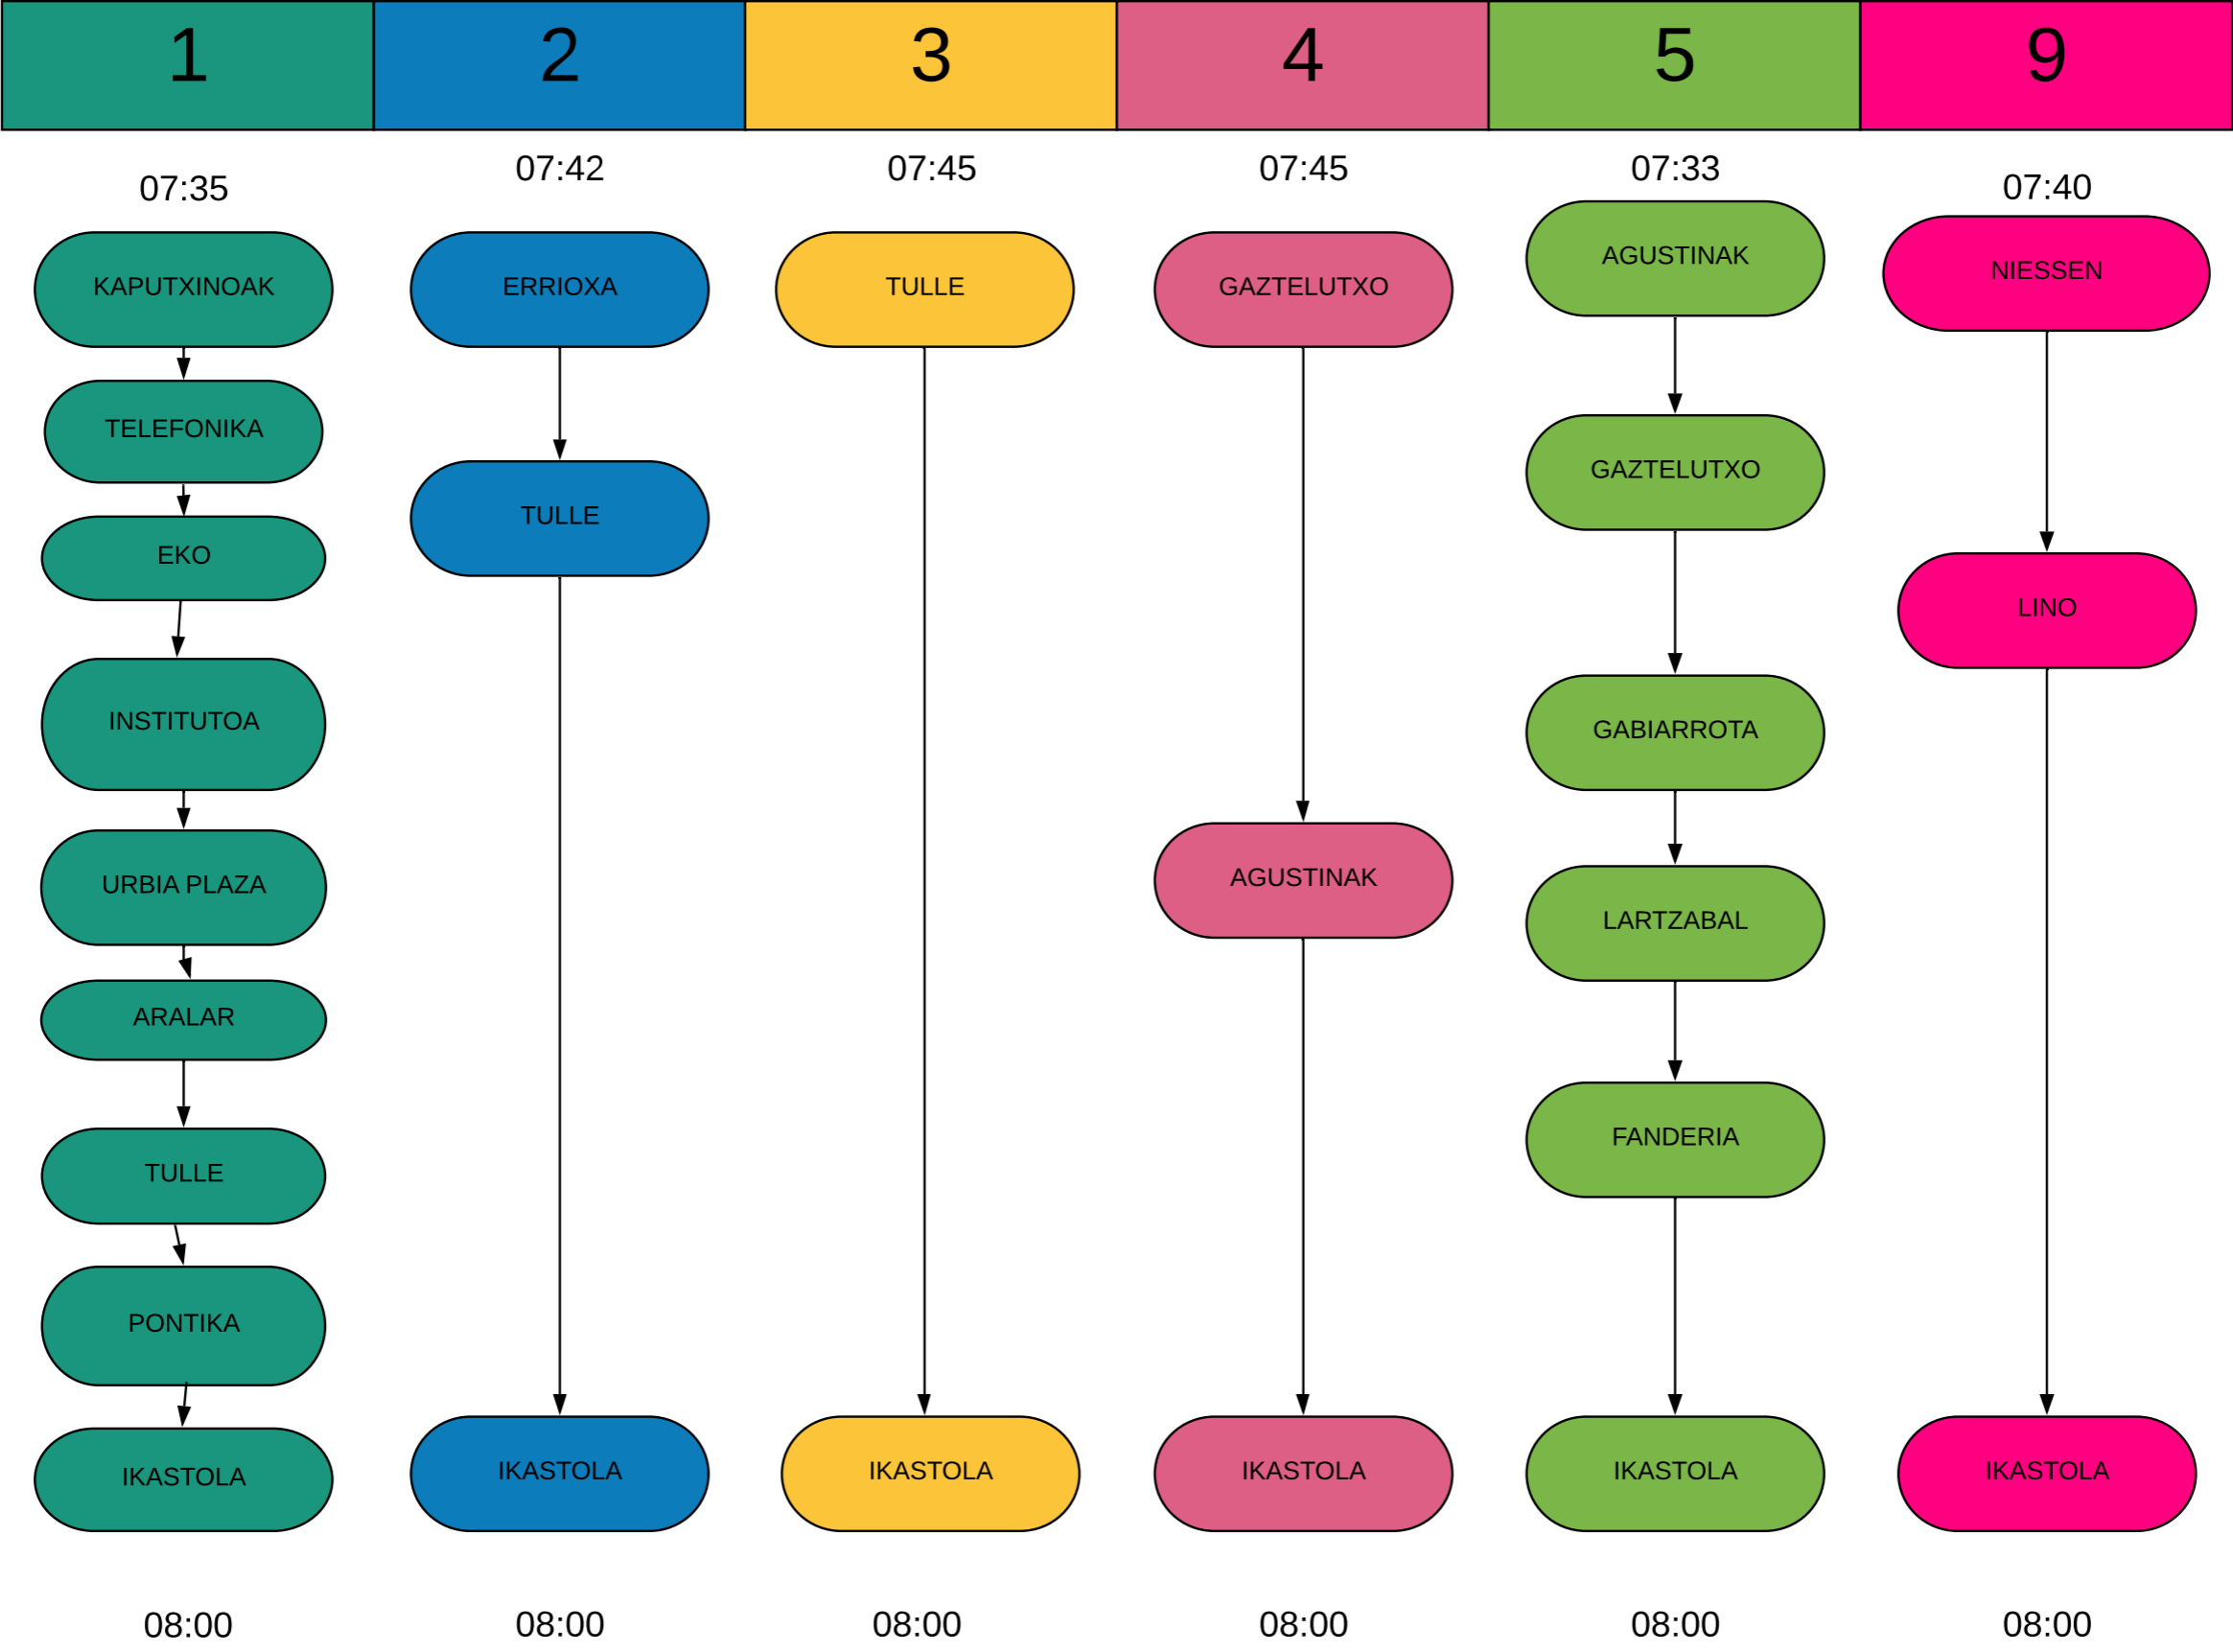 1
2
3
4
5
9
07:35
07:42
07:45
07:45
07:33
07:40
KAPUTXINOAK
TELEFONIKA
EKO
INSTITUTOA
URBIA PLAZA
ARALAR
TULLE
PONTIKA
IKASTOLA
08:00
ERRIOXA
TULLE
IKASTOLA
08:00
TULLE
IKASTOLA
08:00
GAZTELUTXO
AGUSTINAK
IKASTOLA
08:00
AGUSTINAK
GAZTELUTXO
GABIARROTA
LARTZABAL
FANDERIA
IKASTOLA
08:00
NIESSEN
LINO
IKASTOLA
08:00